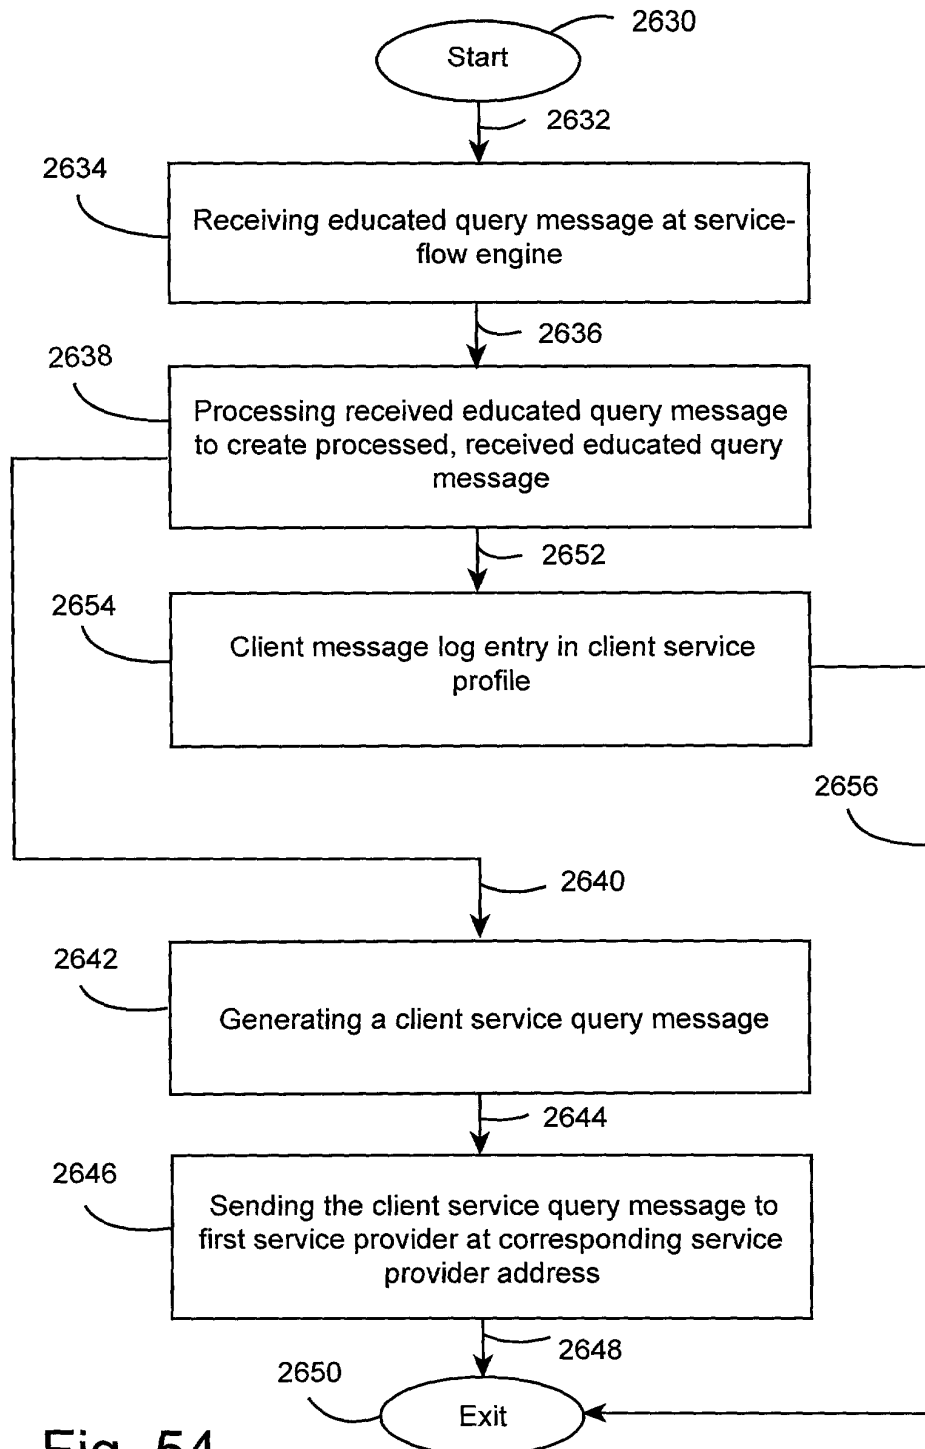 2630
Start
2632
2634
Receiving educated query message at service-
flow engine
2636
2638
Processing received educated query message
to create processed, received educated query
message
2652
2654
Client message log entry in client service
profile
2656
2640
2642
Generating a client service query message
2644
2646
Sending the client service query message to
first service provider at corresponding service
provider address
2648
2650
Exit
Fig. 54